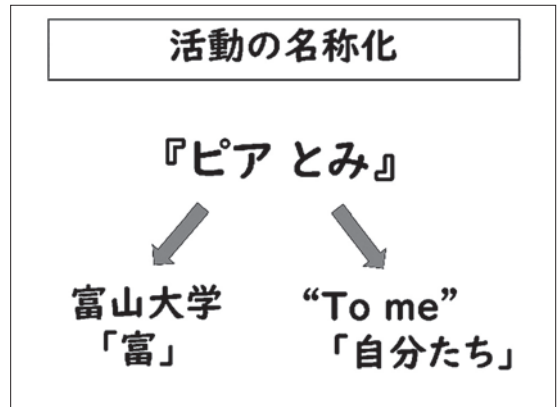 活動の名称化
『ピア とみ』
富山大学
「富」
“To me”
「自分たち」